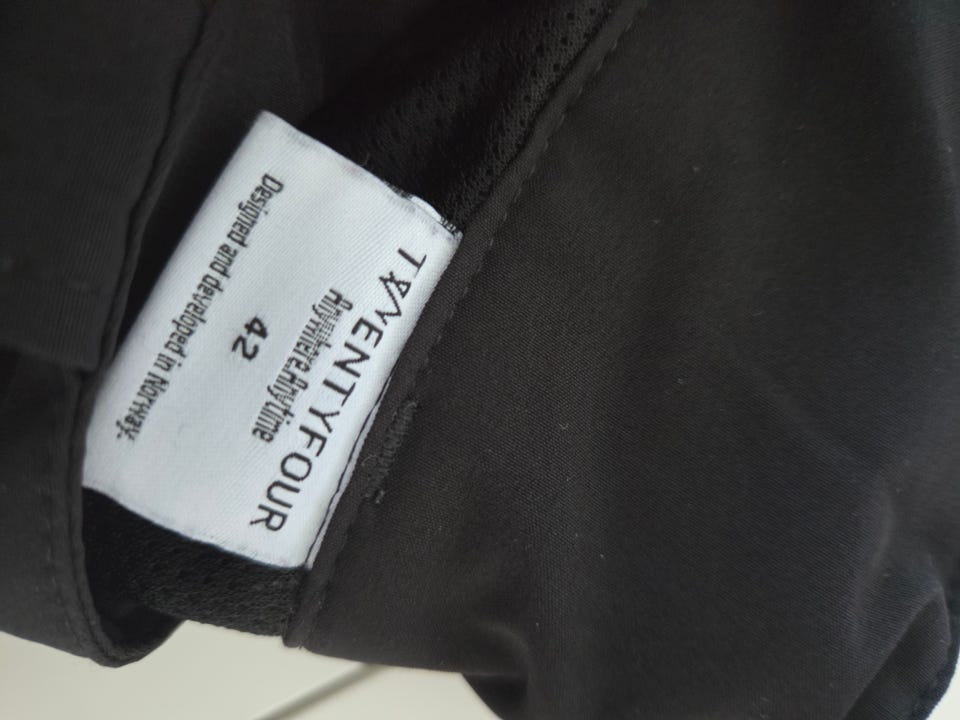 TWENTYFOUR
Anywhere.Anytime
42
Designed and developed in Norway.